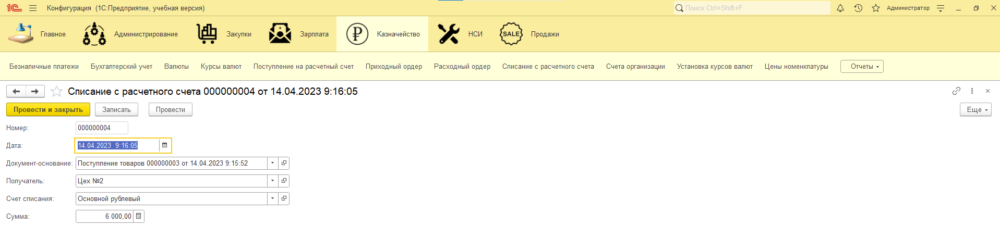 1С Конфигурация (1С:Предприятие, учебная версия) Поиск Ctrl+Shift+F Администратор
Главное Администрирование Закупки Зарплата Казначейство НСИ SALE Продажи
Безналичные платежи Бухгалтерский учет Валюты Курсы валют Поступление на расчетный счет Приходный ордер Расходный ордер Списание с расчетного счета Счета организации Установка курсов валют Цены номенклатуры Отчеты
Списание с расчетного счета 000000004 от 14.04.2023 9:16:05
Провести и закрыть Записать Провести Еще
Номер: 000000004
Дата: 14.04.2023 9:16:05
Документ-основание: Поступление товаров 000000003 от 14.04.2023 9:15:52
Получатель: Цех №2
Счет списания: Основной рублевый
Сумма: 6 000,00